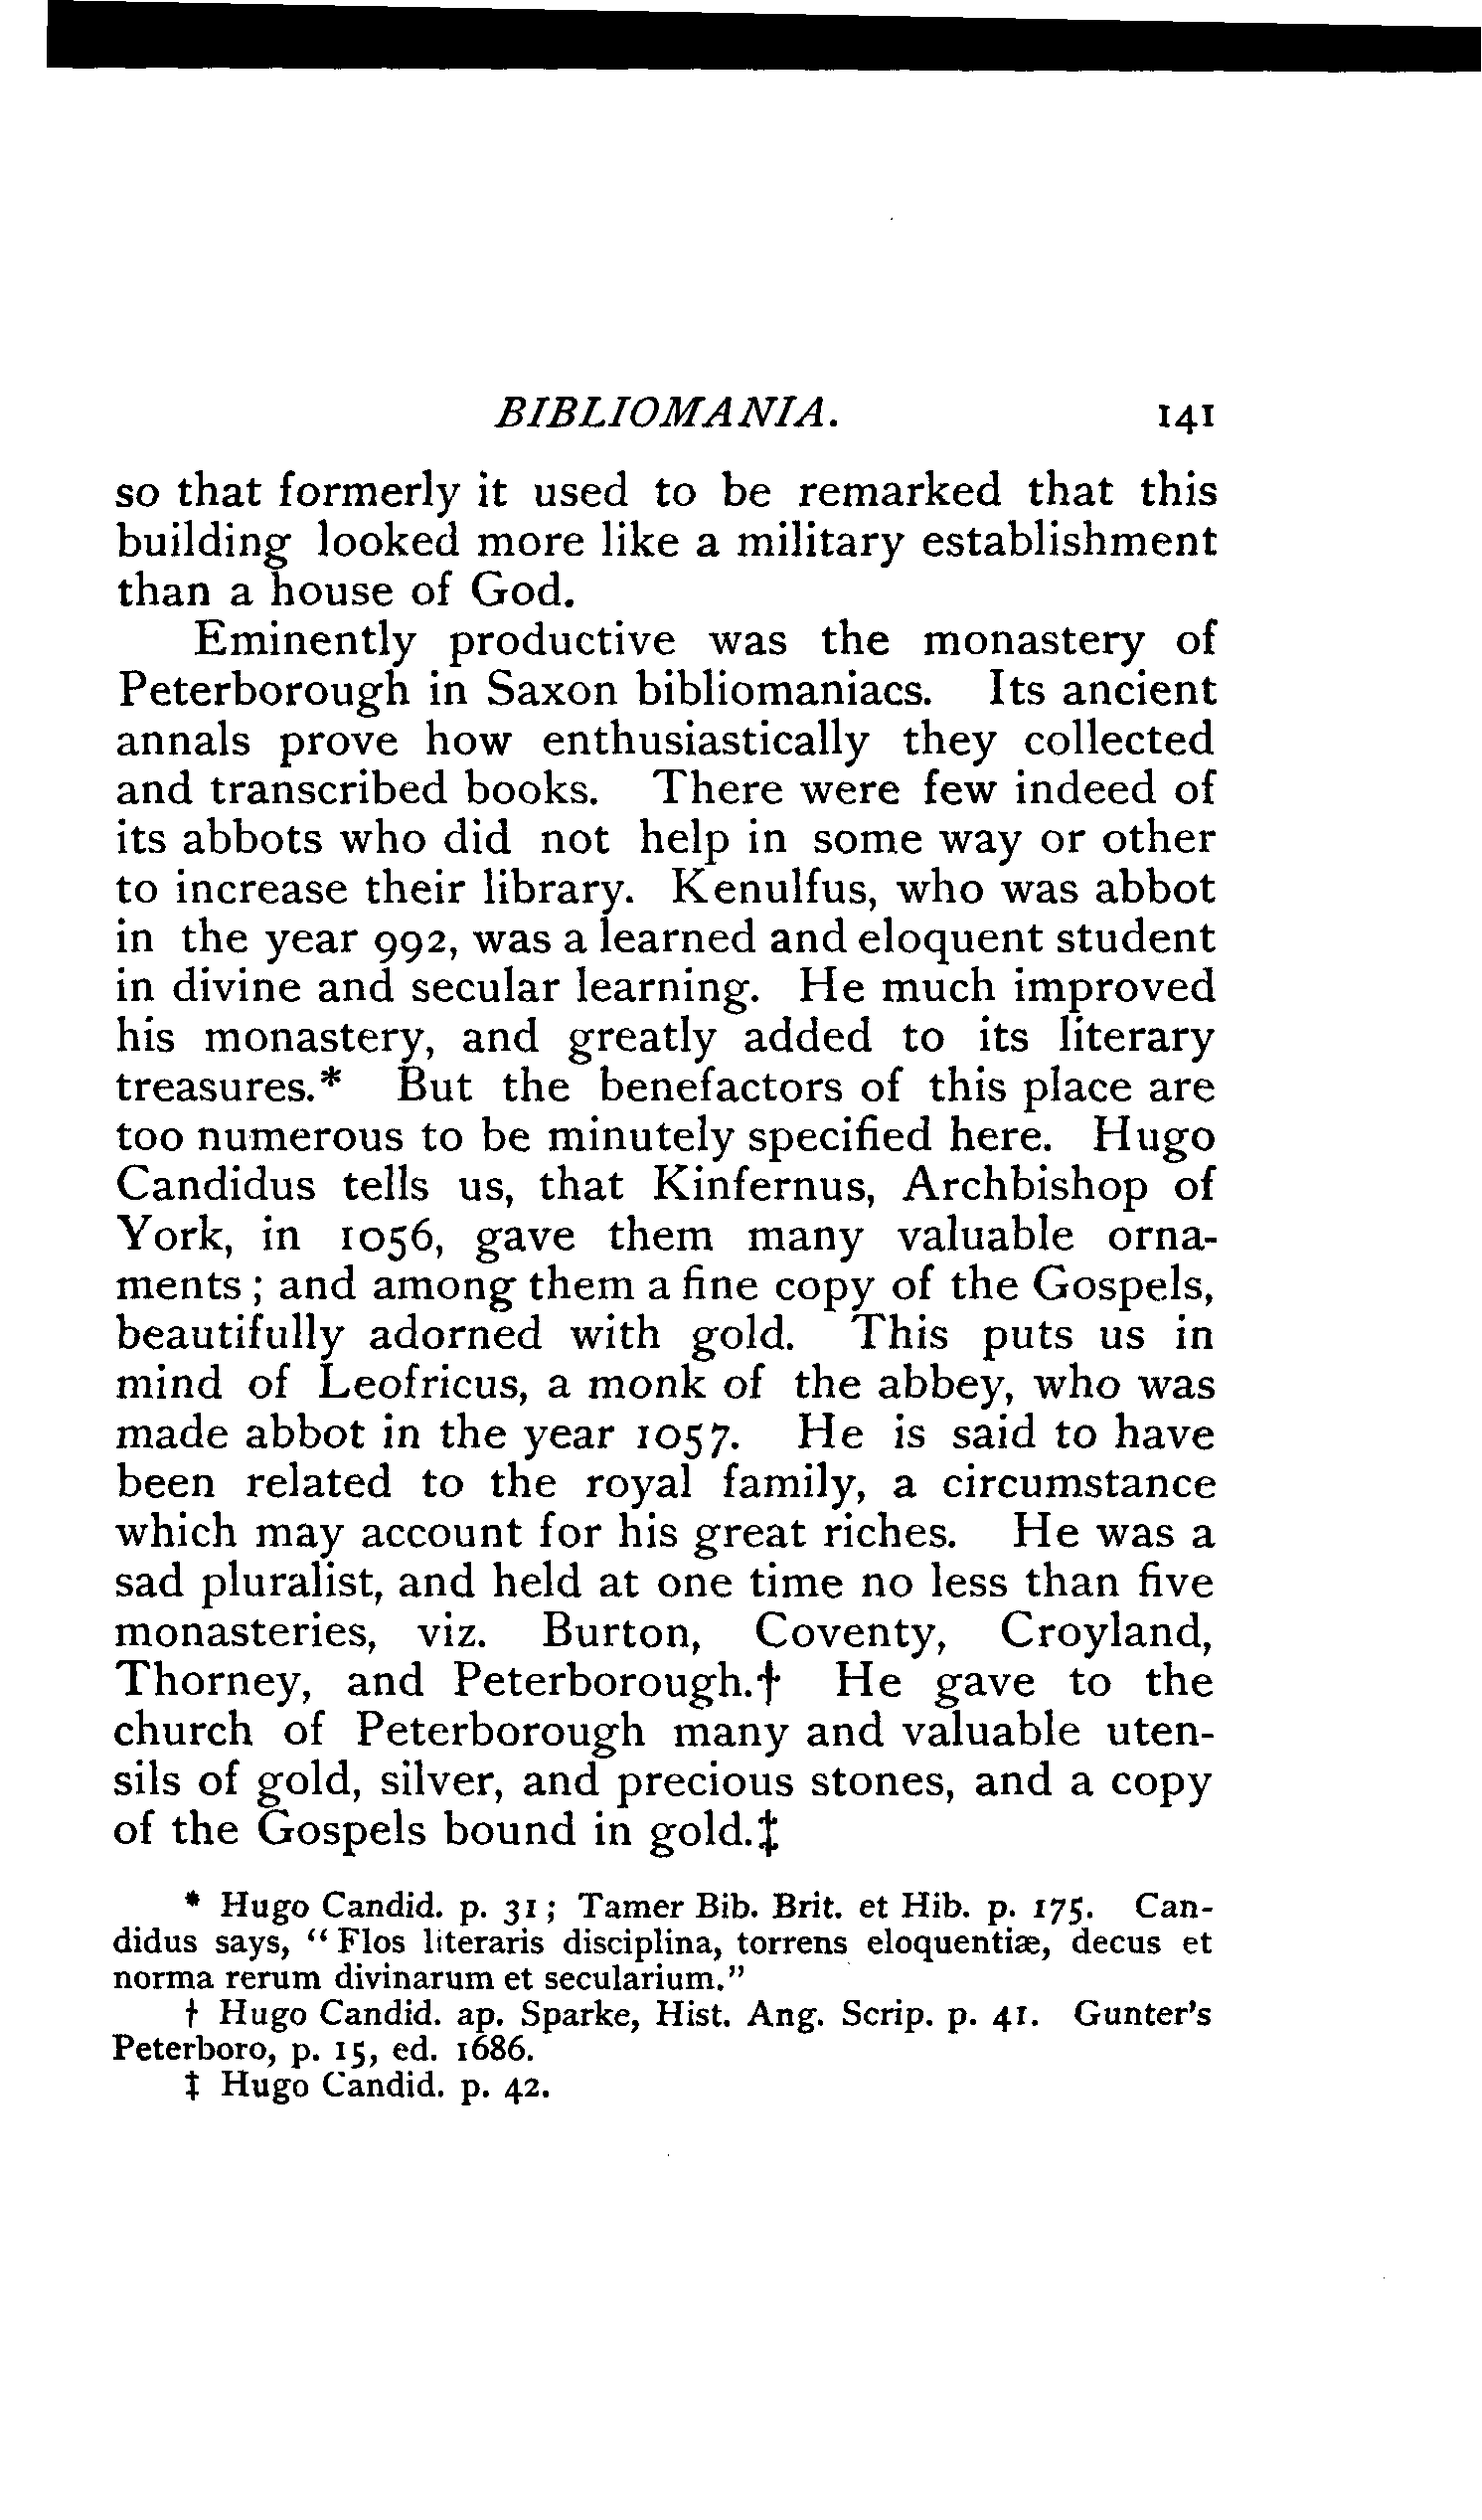 BIBLIOMANIA. 141
so that formerly it used to be remarked that this
building looked more like a military establishment
than a house of God.
Eminently productive was the monastery of
Peterborough in Saxon bibliomaniacs. Its ancient
annals prove how enthusiastically they collected
and transcribed books. There were few indeed of
its abbots who did not help in some way or other
to increase their library. Kenulfus, who was abbot
in the year 992, was a learned and eloquent student
in divine and secular learning. He much improved
his monastery, and greatly added to its literary
treasures.* But the benefactors of this place are
too numerous to be minutely specified here. Hugo
Candidus tells us, that Kinfernus, Archbishop of
York, in 1056, gave them many valuable orna-
ments ; and among them a fine copy of the Gospels,
beautifully adorned with gold. This puts us in
mind of Leofricus, a monk of the abbey, who was
made abbot in the year 1057. He is said to have
been related to the royal family, a circumstance
which may account for his great riches. He was a
sad pluralist, and held at one time no less than five
monasteries, viz. Burton, Coventy, Croyland,
Thorney, and Peterborough.† He gave to the
church of Peterborough many and valuable uten-
sils of gold, silver, and precious stones, and a copy
of the Gospels bound in gold.‡
* Hugo Candid. p. 31 ; Tamer Bib. Brit. et Hib. p. 175. Can-
didus says, “ Flos literaris disciplina, torrens eloquentiæ, decus et
norma rerum divinarum et secularium.”
† Hugo Candid. ap. Sparke, Hist. Ang. Scrip. p. 41. Gunter’s
Peterboro, p. 15, ed. 1686.
‡ Hugo Candid. p. 42.